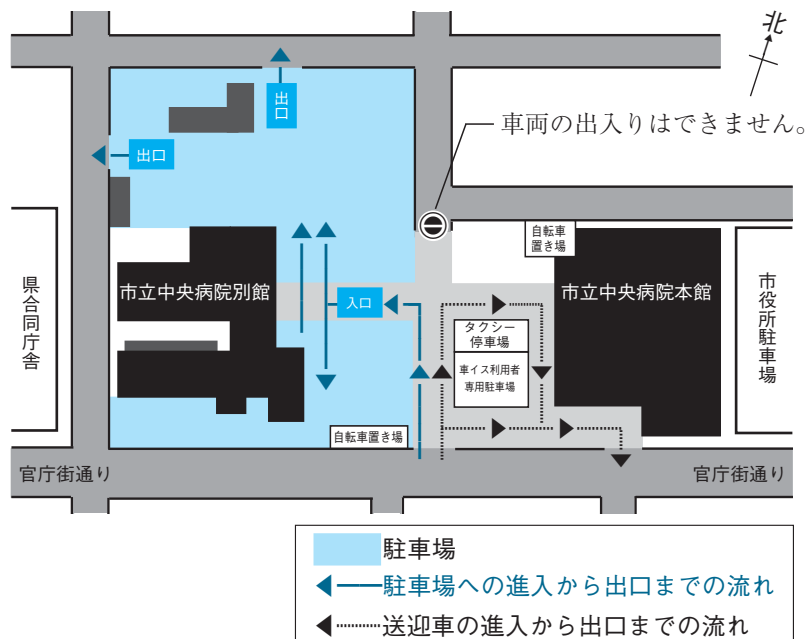 北
出口
車両の出入りはできません。
出口
自転車
置き場
県合同庁舎
市立中央病院別館
入口
市立中央病院本館
市役所駐車場
タクシー
停車場
車イス利用者
専用駐車場
自転車置き場
官庁街通り
官庁街通り
駐車場
駐車場への進入から出口までの流れ
送迎車の進入から出口までの流れ